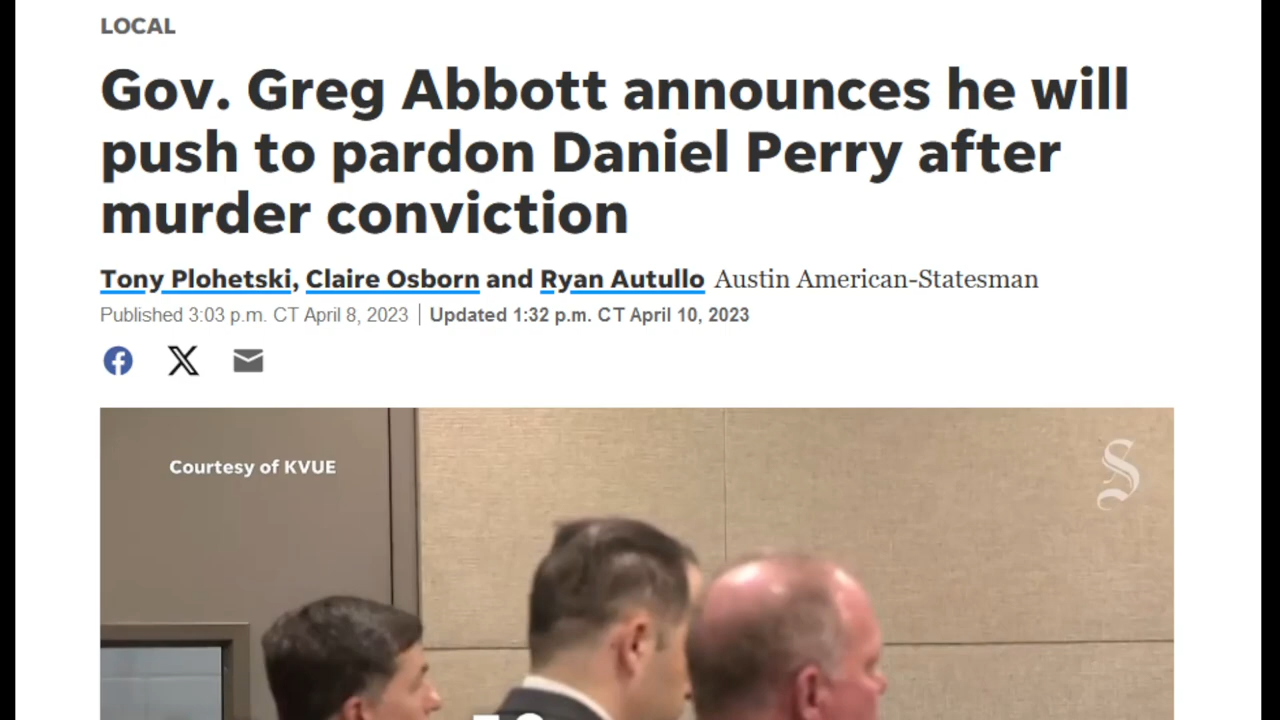 LOCAL
Gov. Greg Abbott announces he will
push to pardon Daniel Perry after
murder conviction
Tony Plohetski, Claire Osborn and Ryan Autullo Austin American-Statesman
Published 3:03 p.m. CT April 8, 2023 | Updated 1:32 p.m. CT April 10, 2023
Courtesy of KVUE
S